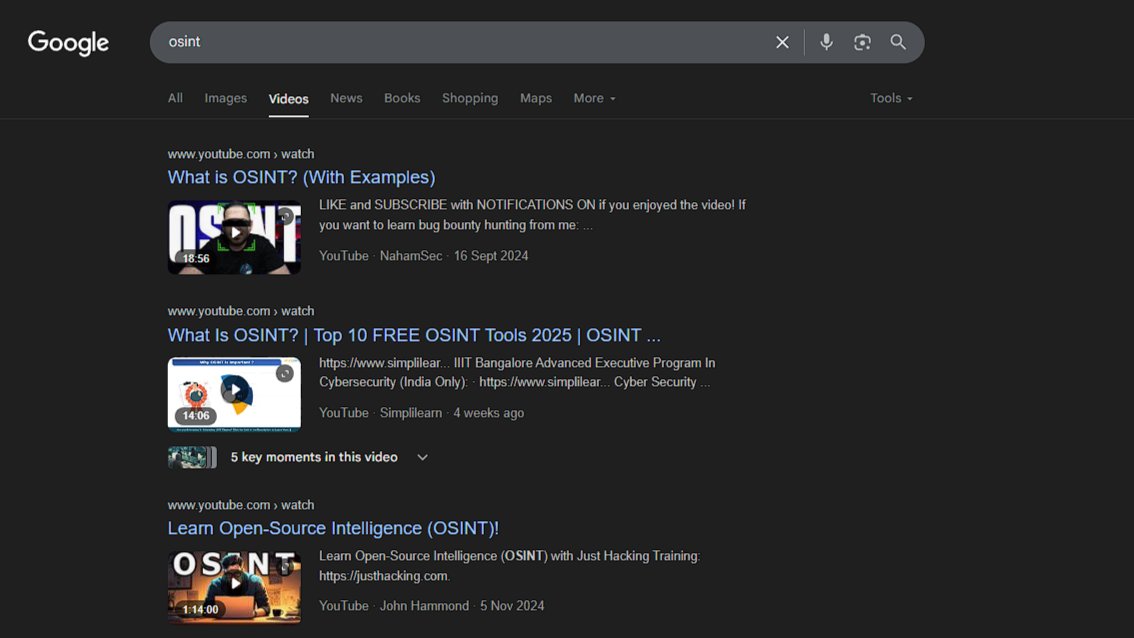 Google
osint
All Images Videos News Books Shopping Maps More Tools
www.youtube.com › watch
What is OSINT? (With Examples)
OSINT
18:56
LIKE and SUBSCRIBE with NOTIFICATIONS ON if you enjoyed the video! If
you want to learn bug bounty hunting from me: ...
YouTube · NahamSec · 16 Sept 2024
www.youtube.com › watch
What Is OSINT? | Top 10 FREE OSINT Tools 2025 | OSINT ...
Why OSINT is Important ?
14:06
https://www.simplilear... IIIT Bangalore Advanced Executive Program In
Cybersecurity (India Only): · https://www.simplilear... Cyber Security ...
YouTube · Simplilearn · 4 weeks ago
5 key moments in this video
www.youtube.com › watch
Learn Open-Source Intelligence (OSINT)!
OSINT
1:14:00
Learn Open-Source Intelligence (OSINT) with Just Hacking Training:
https://justhacking.com.
YouTube · John Hammond · 5 Nov 2024